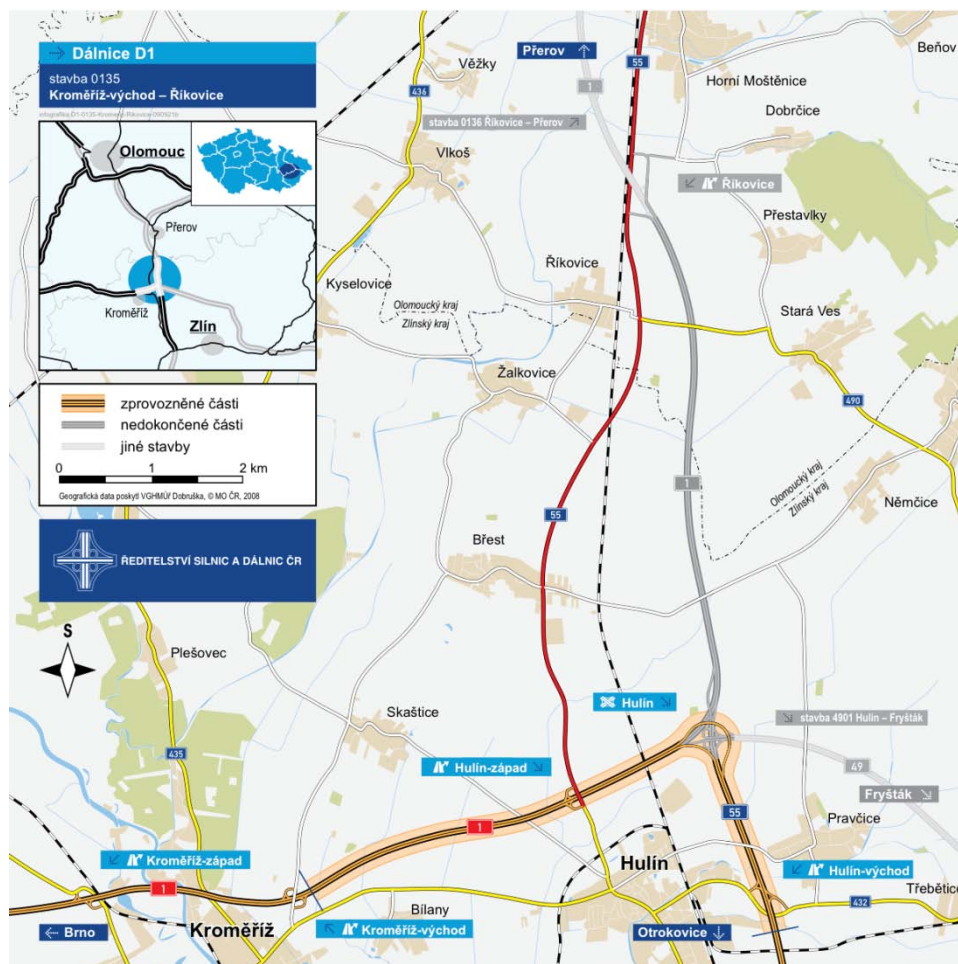 → Dálnice D1
stavba 0135
Kroměříž-východ – Říkovice
Olomouc
Přerov
Kroměříž
Zlín
zprovozněné části
nedokončené části
jiné stavby
0 1 2 km
Geografická data poskytl VGHMÚř Dobruška, © MO ČR, 2008
ŘEDITELSTVÍ SILNIC A DÁLNIC ČR
S
Přerov ↑
55
1
Beňov
Věžky
Horní Moštěnice
436
Dobrčice
stavba 0136 Říkovice – Přerov ↗
Vlkoš
↙ Říkovice
Přestavlky
Říkovice
Kyselovice
Olomoucký kraj
Zlínský kraj
Stará Ves
Žalkovice
490
1
Olomoucký kraj
Zlínský kraj
Němčice
55
Břest
Plešovec
Hulín ↘
Skaštice
stavba 4901 Hulín – Fryšták
435
Hulín-západ ↘
49
Fryšták ↘
55
Pravčice
1
Kroměříž-západ
Hulín
Hulín-východ
1
Třebětice
Bílany
432
← Brno
Kroměříž
Kroměříž-východ
Otrokovice ↓